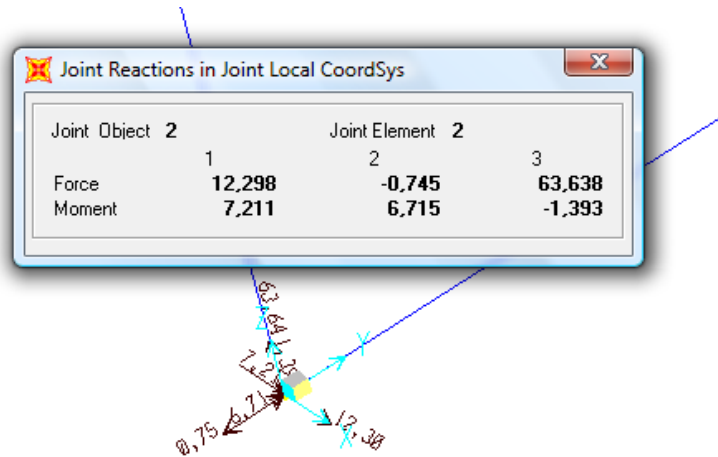 Joint Reactions in Joint Local CoordSys
Joint Object 2 Joint Element 2
1 2 3
Force 12,298 -0,745 63,638
Moment 7,211 6,715 -1,393
63,64
Z
Y
6,71
0,75
12,30
X